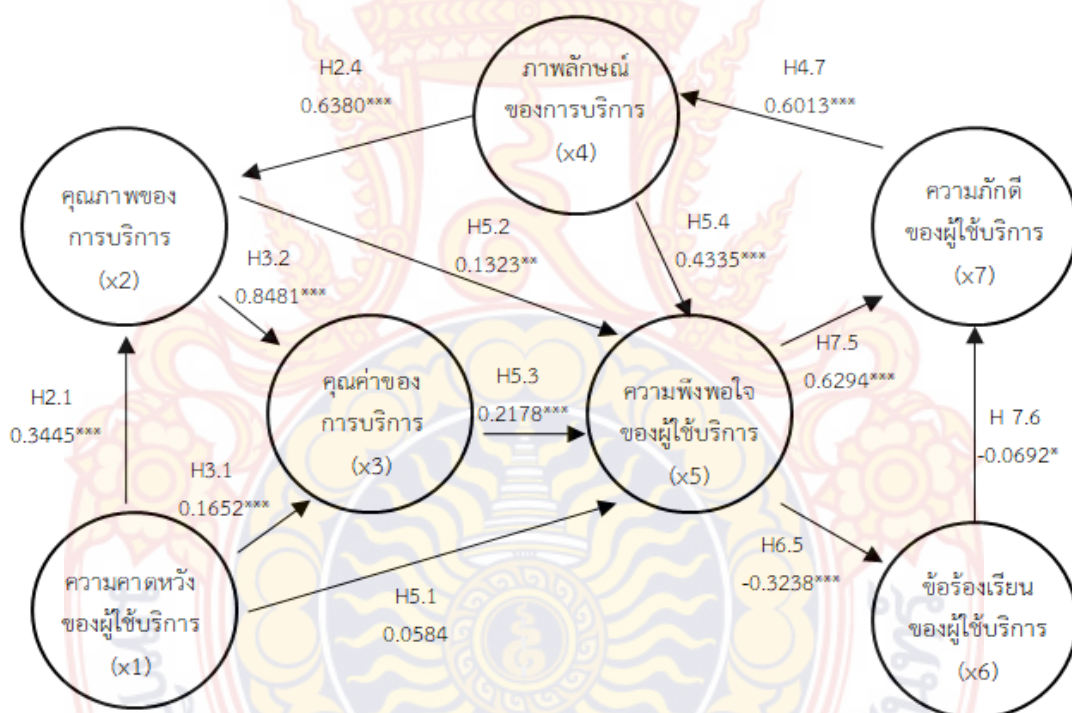 H2.4
0.6380***
ภาพลักษณ์
ของการบริการ
(x4)
H4.7
0.6013***
คุณภาพของ
การบริการ
(x2)
H5.2
0.1323**
H5.4
0.4335***
ความภักดี
ของผู้ใช้บริการ
(x7)
H3.2
0.8481***
H2.1
0.3445***
คุณค่าของ
การบริการ
(x3)
H5.3
0.2178***
ความพึงพอใจ
ของผู้ใช้บริการ
(x5)
H7.5
0.6294***
H 7.6
-0.0692*
H3.1
0.1652***
ความคาดหวัง
ของผู้ใช้บริการ
(x1)
H5.1
0.0584
H6.5
-0.3238***
ข้อร้องเรียน
ของผู้ใช้บริการ
(x6)